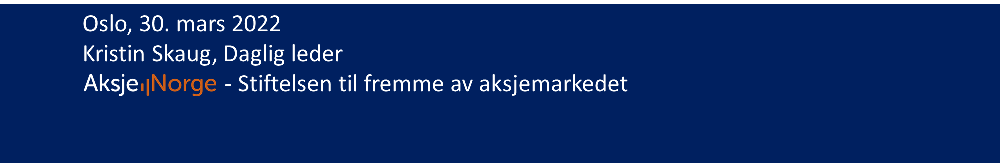 Oslo, 30. mars 2022
Kristin Skaug, Daglig leder
AksjeNorge - Stiftelsen til fremme av aksjemarkedet